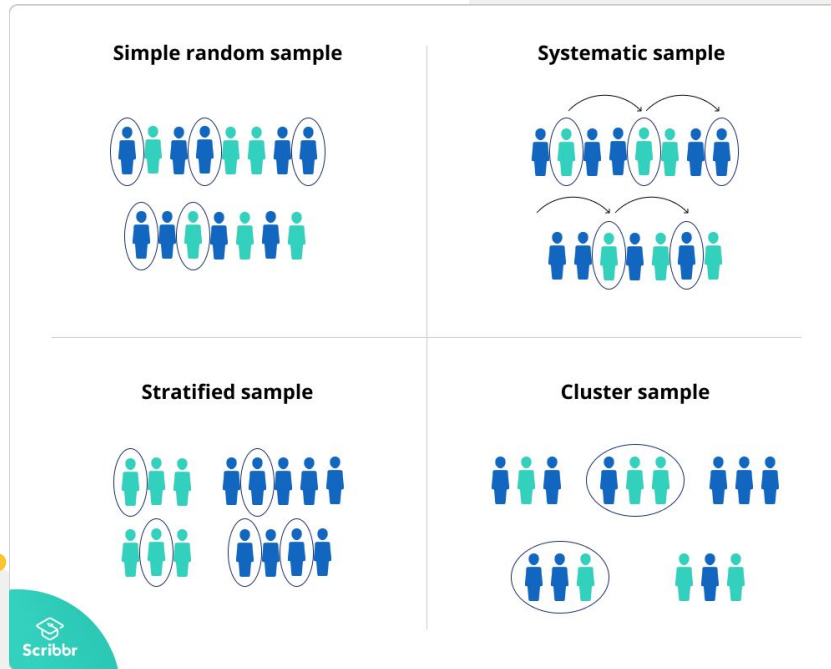 Simple random sample
Systematic sample
Stratified sample
Cluster sample
Scribbr